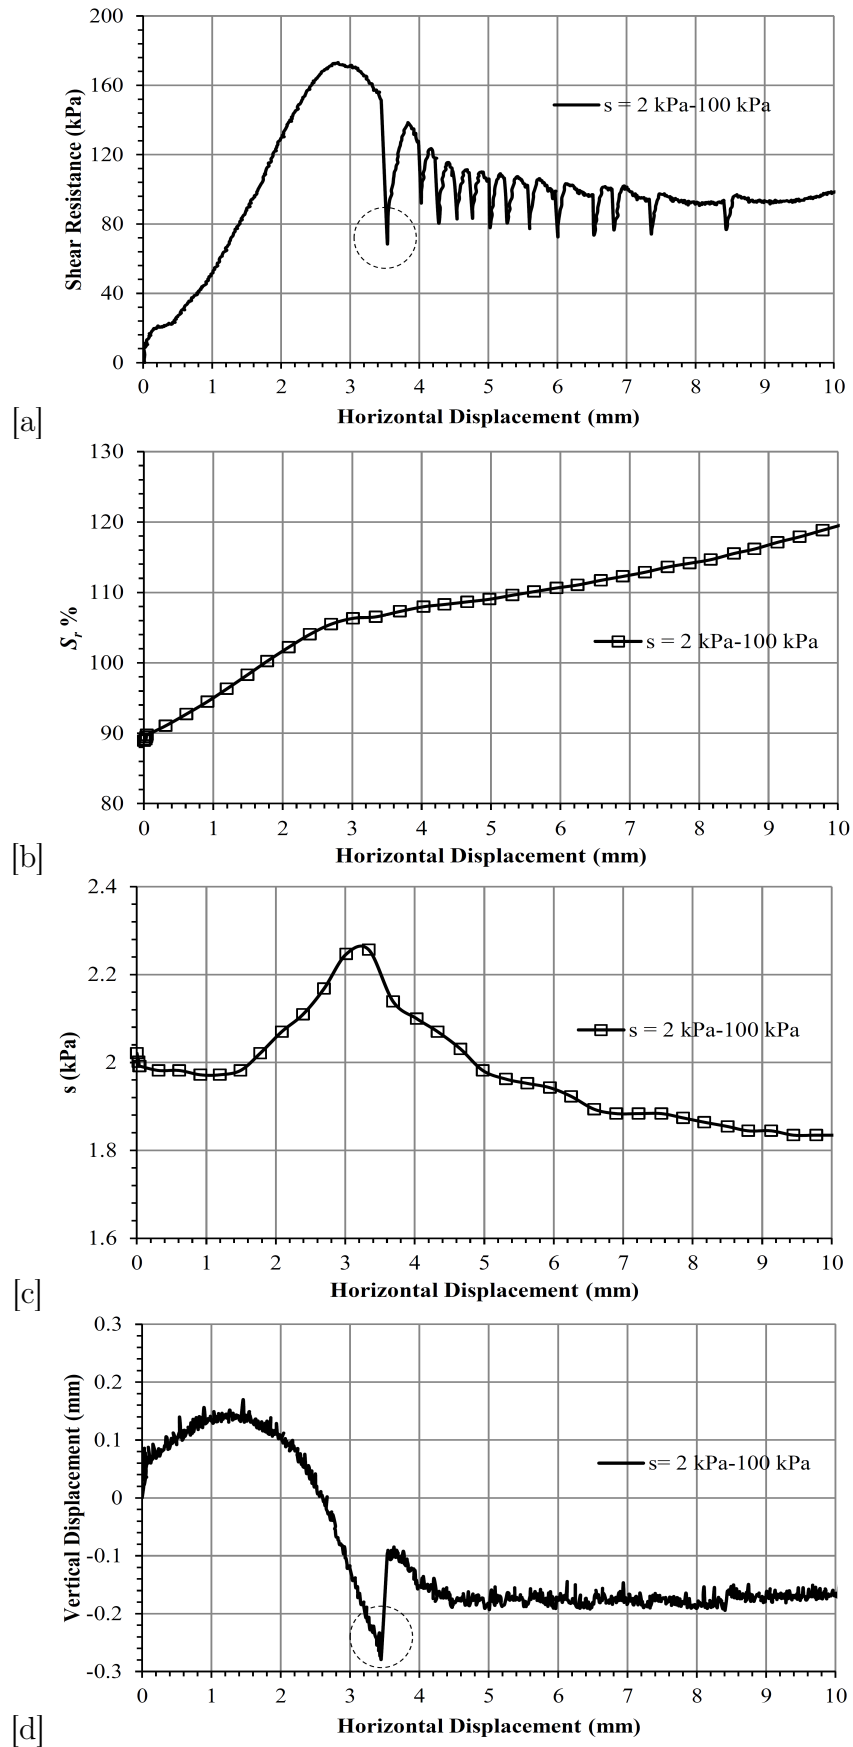 200
160
120
80
40
0
Shear Resistance (kPa)
s = 2 kPa-100 kPa
0 1 2 3 4 5 6 7 8 9 10
Horizontal Displacement (mm)
[a]
130
120
110
100
90
80
Sr %
s = 2 kPa-100 kPa
0 1 2 3 4 5 6 7 8 9 10
Horizontal Displacement (mm)
[b]
2.4
2.2
2
1.8
1.6
s (kPa)
s = 2 kPa-100 kPa
0 1 2 3 4 5 6 7 8 9 10
Horizontal Displacement (mm)
[c]
0.3
0.2
0.1
0
-0.1
-0.2
-0.3
Vertical Displacement (mm)
s= 2 kPa-100 kPa
0 1 2 3 4 5 6 7 8 9 10
Horizontal Displacement (mm)
[d]